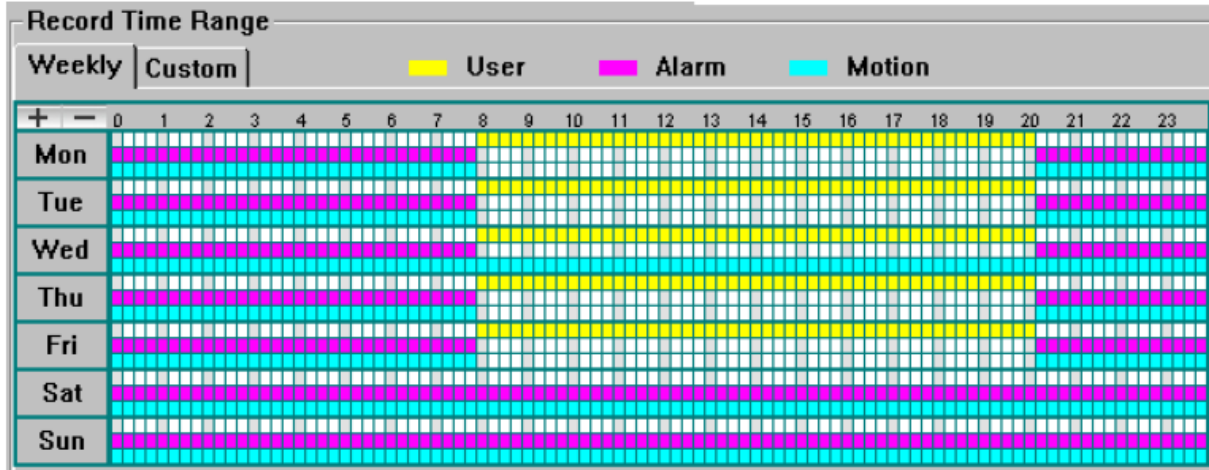 Record Time Range
Weekly Custom User Alarm Motion
+ − 0 1 2 3 4 5 6 7 8 9 10 11 12 13 14 15 16 17 18 19 20 21 22 23
Mon
Tue
Wed
Thu
Fri
Sat
Sun